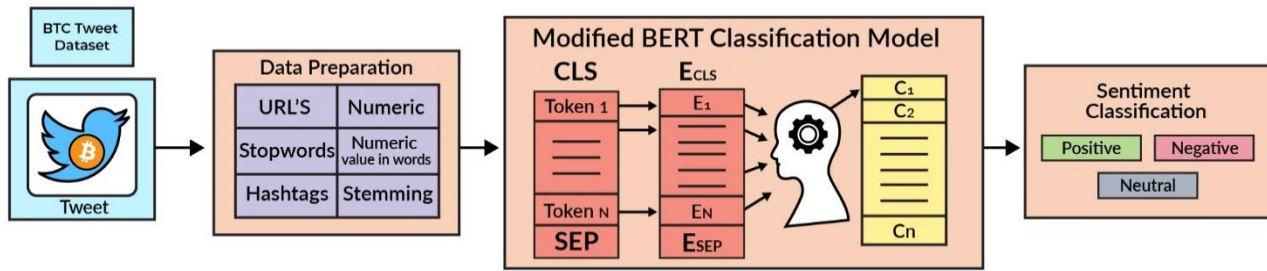 BTC Tweet
Dataset
Tweet
Data Preparation
URL'S
Numeric
Stopwords
Numeric
value in words
Hashtags
Stemming
Modified BERT Classification Model
CLS
ECLS
Token 1
E1
Token N
EN
SEP
ESEP
C1
C2
Cn
Sentiment
Classification
Positive
Negative
Neutral